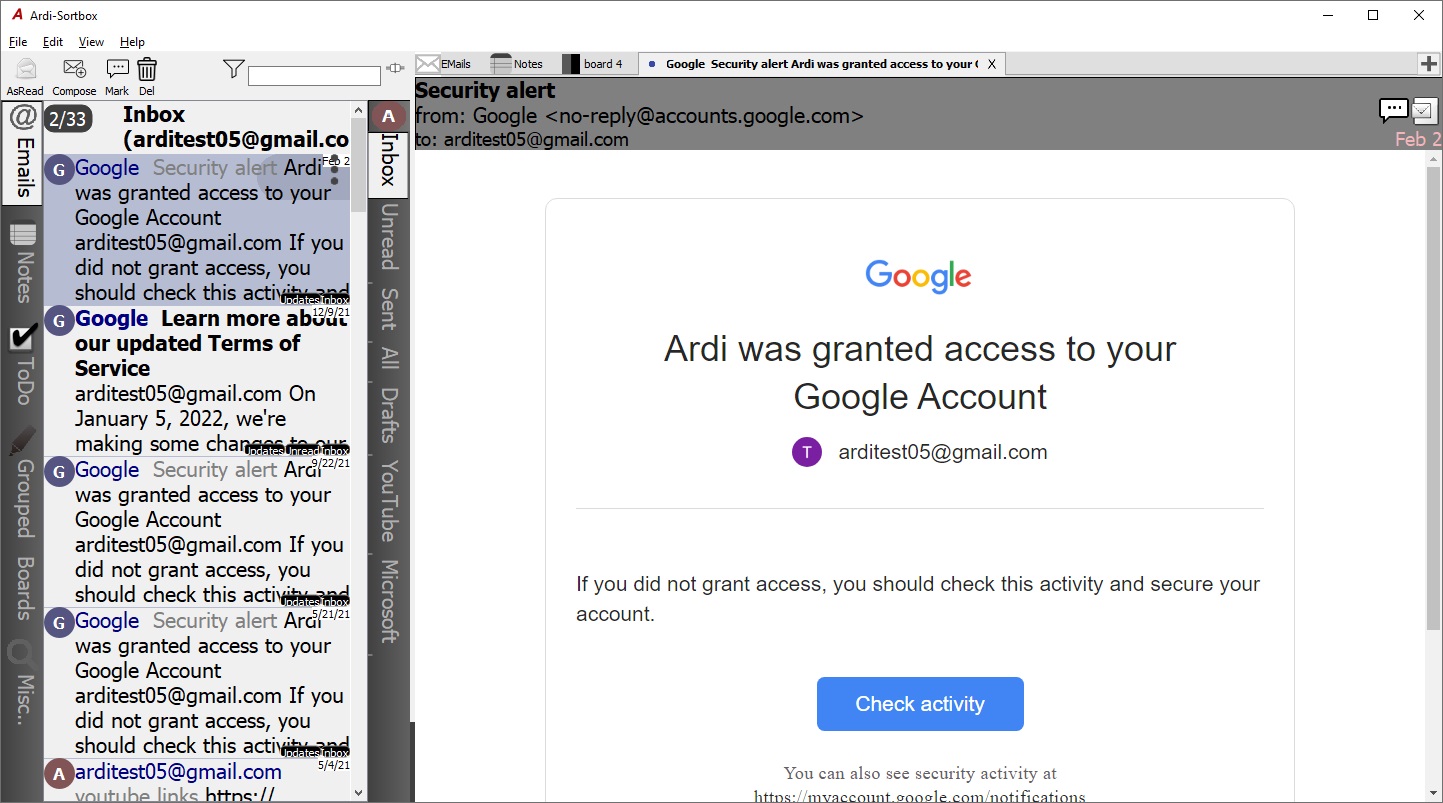 Ardi-Sortbox
File Edit View Help
AsRead Compose Mark Del
EMails Notes board 4 Google Security alert Ardi was granted access to your
@ Emails
Notes
ToDo
Grouped
Boards
Misc..
2/33 Inbox
(arditest05@gmail.co
G Google Security alert Ardi Feb 2
was granted access to your
Google Account
arditest05@gmail.com If you
did not grant access, you
should check this activity and
Updates Inbox
12/9/21
G Google Learn more about
our updated Terms of
Service
arditest05@gmail.com On
January 5, 2022, we're
making some changes to our
Updates Unread Inbox
9/22/21
G Google Security alert Ardi
was granted access to your
Google Account
arditest05@gmail.com If you
did not grant access, you
should check this activity and
Updates Inbox
5/21/21
G Google Security alert Ardi
was granted access to your
Google Account
arditest05@gmail.com If you
did not grant access, you
should check this activity and
Updates Inbox
5/4/21
A arditest05@gmail.com
youtube links https://
A
Inbox
Unread
Sent
All
Drafts
YouTube
Microsoft
Security alert
from: Google <no-reply@accounts.google.com>
to: arditest05@gmail.com Feb 2
Google
Ardi was granted access to your
Google Account
T arditest05@gmail.com
If you did not grant access, you should check this activity and secure your
account.
Check activity
You can also see security activity at
https://myaccount.google.com/notifications